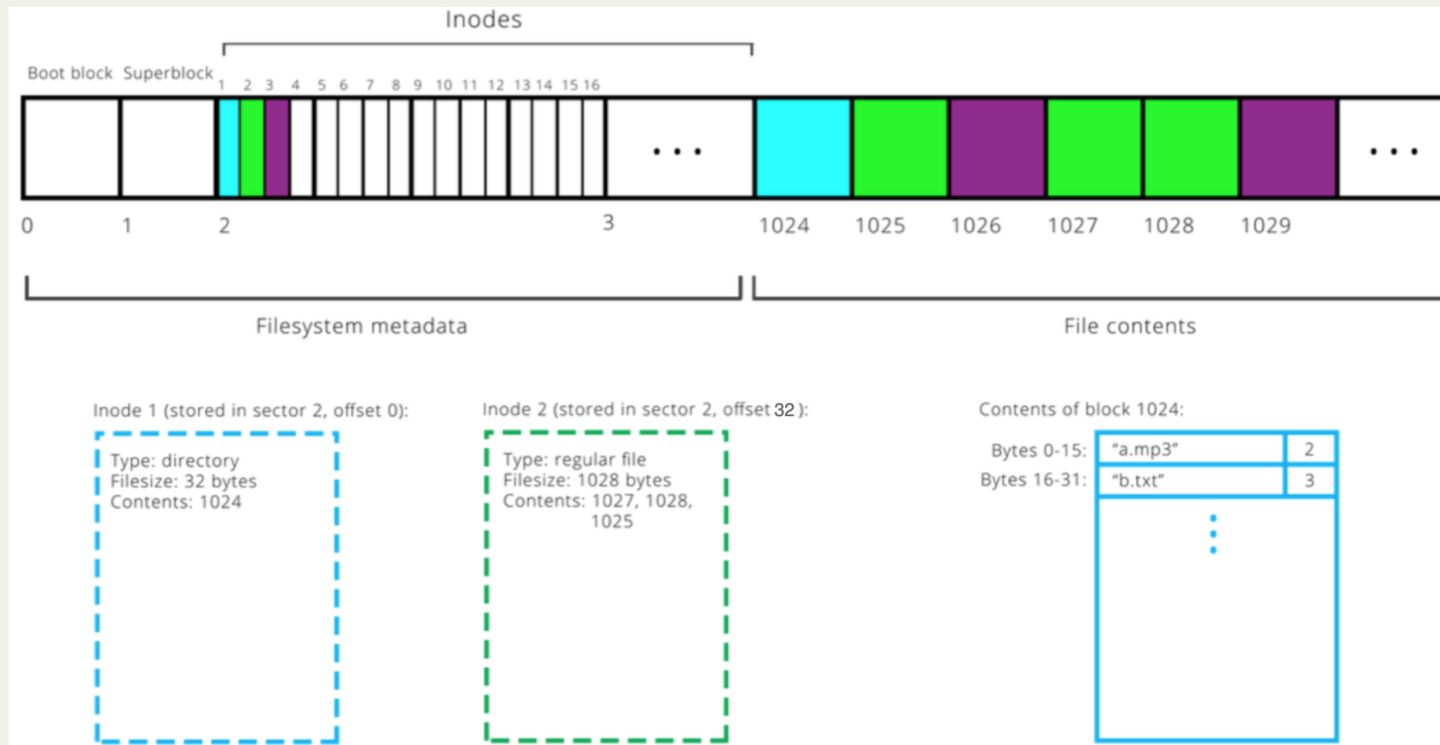 Inodes
Boot block Superblock
1 2 3 4 5 6 7 8 9 10 11 12 13 14 15 16
0 1 2 3 1024 1025 1026 1027 1028 1029
Filesystem metadata File contents
Inode 1 (stored in sector 2, offset 0):
Type: directory
Filesize: 32 bytes
Contents: 1024
Inode 2 (stored in sector 2, offset 32):
Type: regular file
Filesize: 1028 bytes
Contents: 1027, 1028,
1025
Contents of block 1024:
Bytes 0-15: “a.mp3” 2
Bytes 16-31: “b.txt” 3